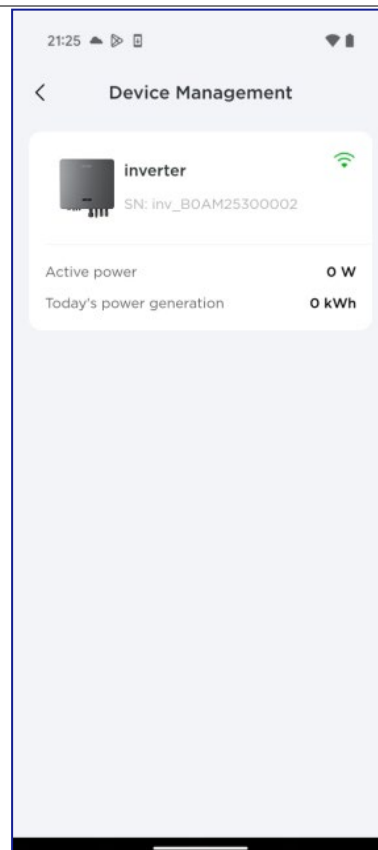 21:25
Device Management
inverter
SN: inv_B0AM25300002
Active power 0 W
Today's power generation 0 kWh